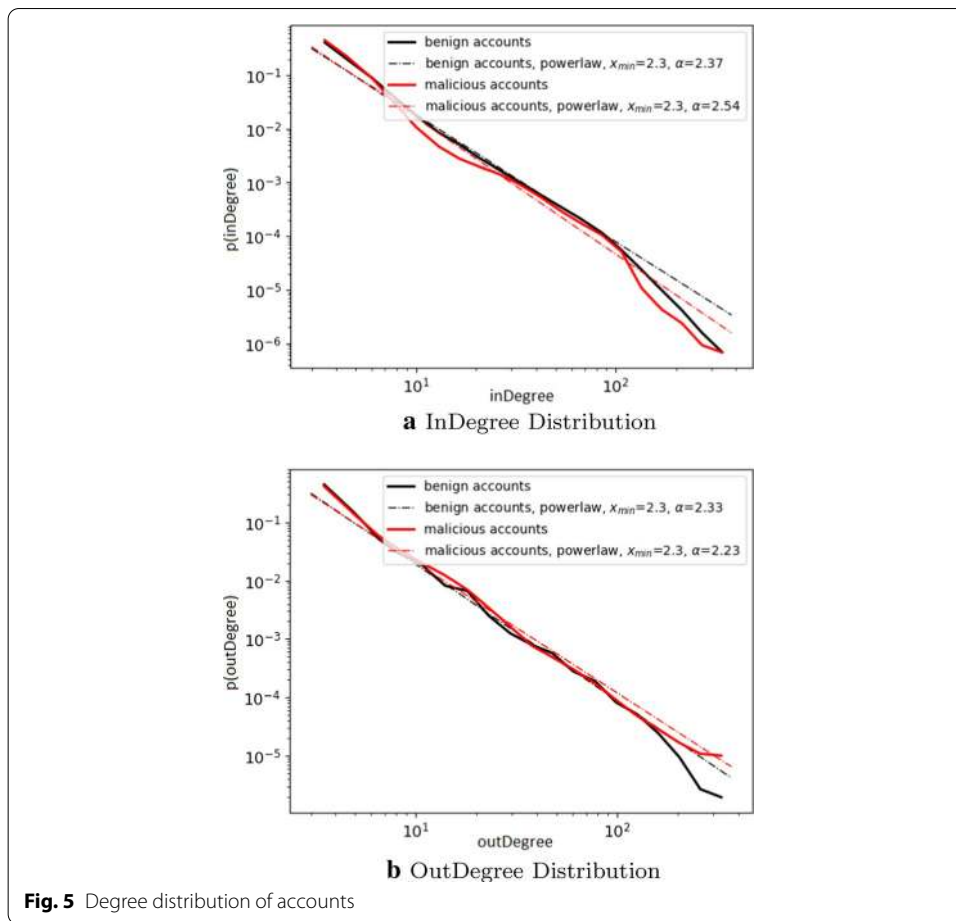 benign accounts
benign accounts, powerlaw, x_min=2.3, α=2.37
malicious accounts
malicious accounts, powerlaw, x_min=2.3, α=2.54
p(inDegree)
10^-1
10^-2
10^-3
10^-4
10^-5
10^-6
10^1
10^2
inDegree
a InDegree Distribution
benign accounts
benign accounts, powerlaw, x_min=2.3, α=2.33
malicious accounts
malicious accounts, powerlaw, x_min=2.3, α=2.23
p(outDegree)
10^-1
10^-2
10^-3
10^-4
10^-5
10^1
10^2
outDegree
b OutDegree Distribution
Fig. 5 Degree distribution of accounts